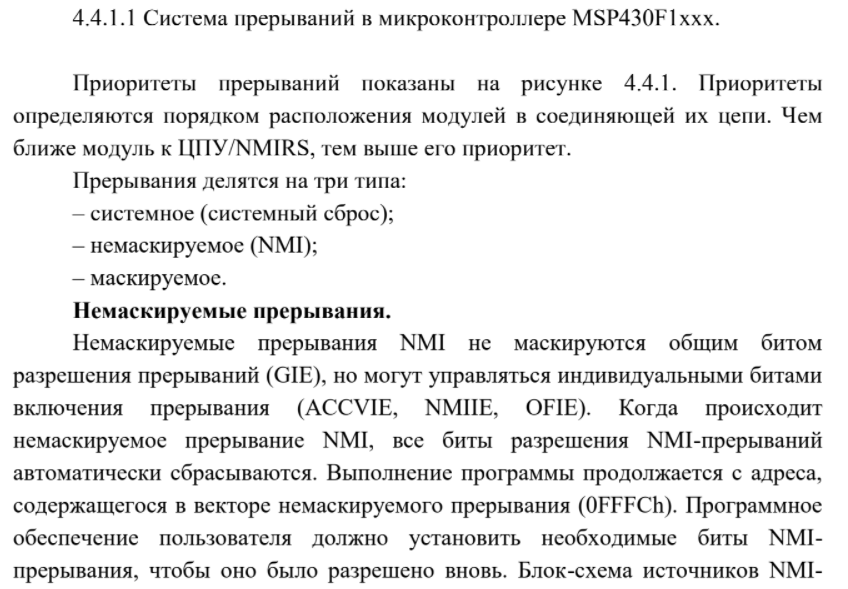 4.4.1.1 Система прерываний в микроконтроллере MSP430F1xxx.
Приоритеты прерываний показаны на рисунке 4.4.1. Приоритеты
определяются порядком расположения модулей в соединяющей их цепи. Чем
ближе модуль к ЦПУ/NMIRS, тем выше его приоритет.
Прерывания делятся на три типа:
– системное (системный сброс);
– немаскируемое (NMI);
– маскируемое.
Немаскируемые прерывания.
Немаскируемые прерывания NMI не маскируются общим битом
разрешения прерываний (GIE), но могут управляться индивидуальными битами
включения прерывания (ACCVIE, NMIIE, OFIE). Когда происходит
немаскируемое прерывание NMI, все биты разрешения NMI-прерываний
автоматически сбрасываются. Выполнение программы продолжается с адреса,
содержащегося в векторе немаскируемого прерывания (0FFFCh). Программное
обеспечение пользователя должно установить необходимые биты NMI-
прерывания, чтобы оно было разрешено вновь. Блок-схема источников NMI-